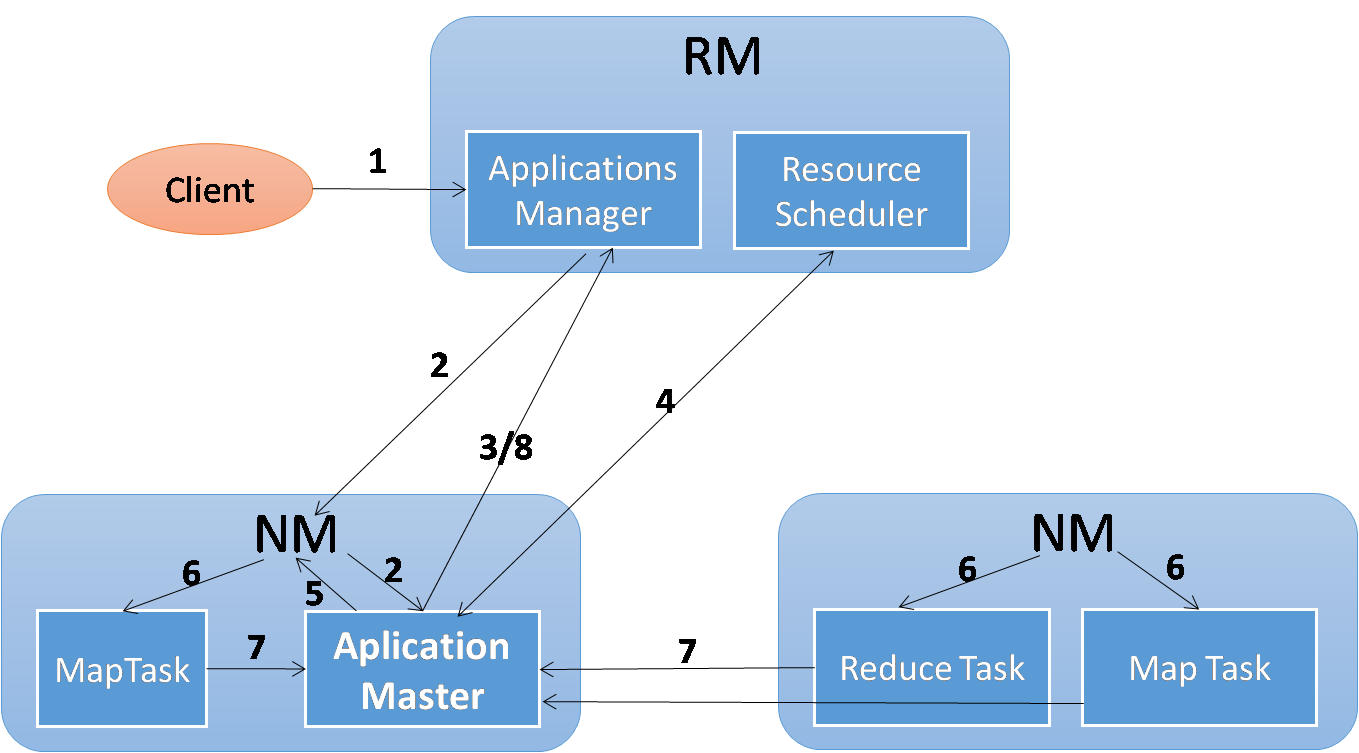 RM
Client
1
Applications
Manager
Resource
Scheduler
2
3/8
4
NM
6
5
2
MapTask
7
Aplication
Master
7
NM
6
6
Reduce Task
Map Task